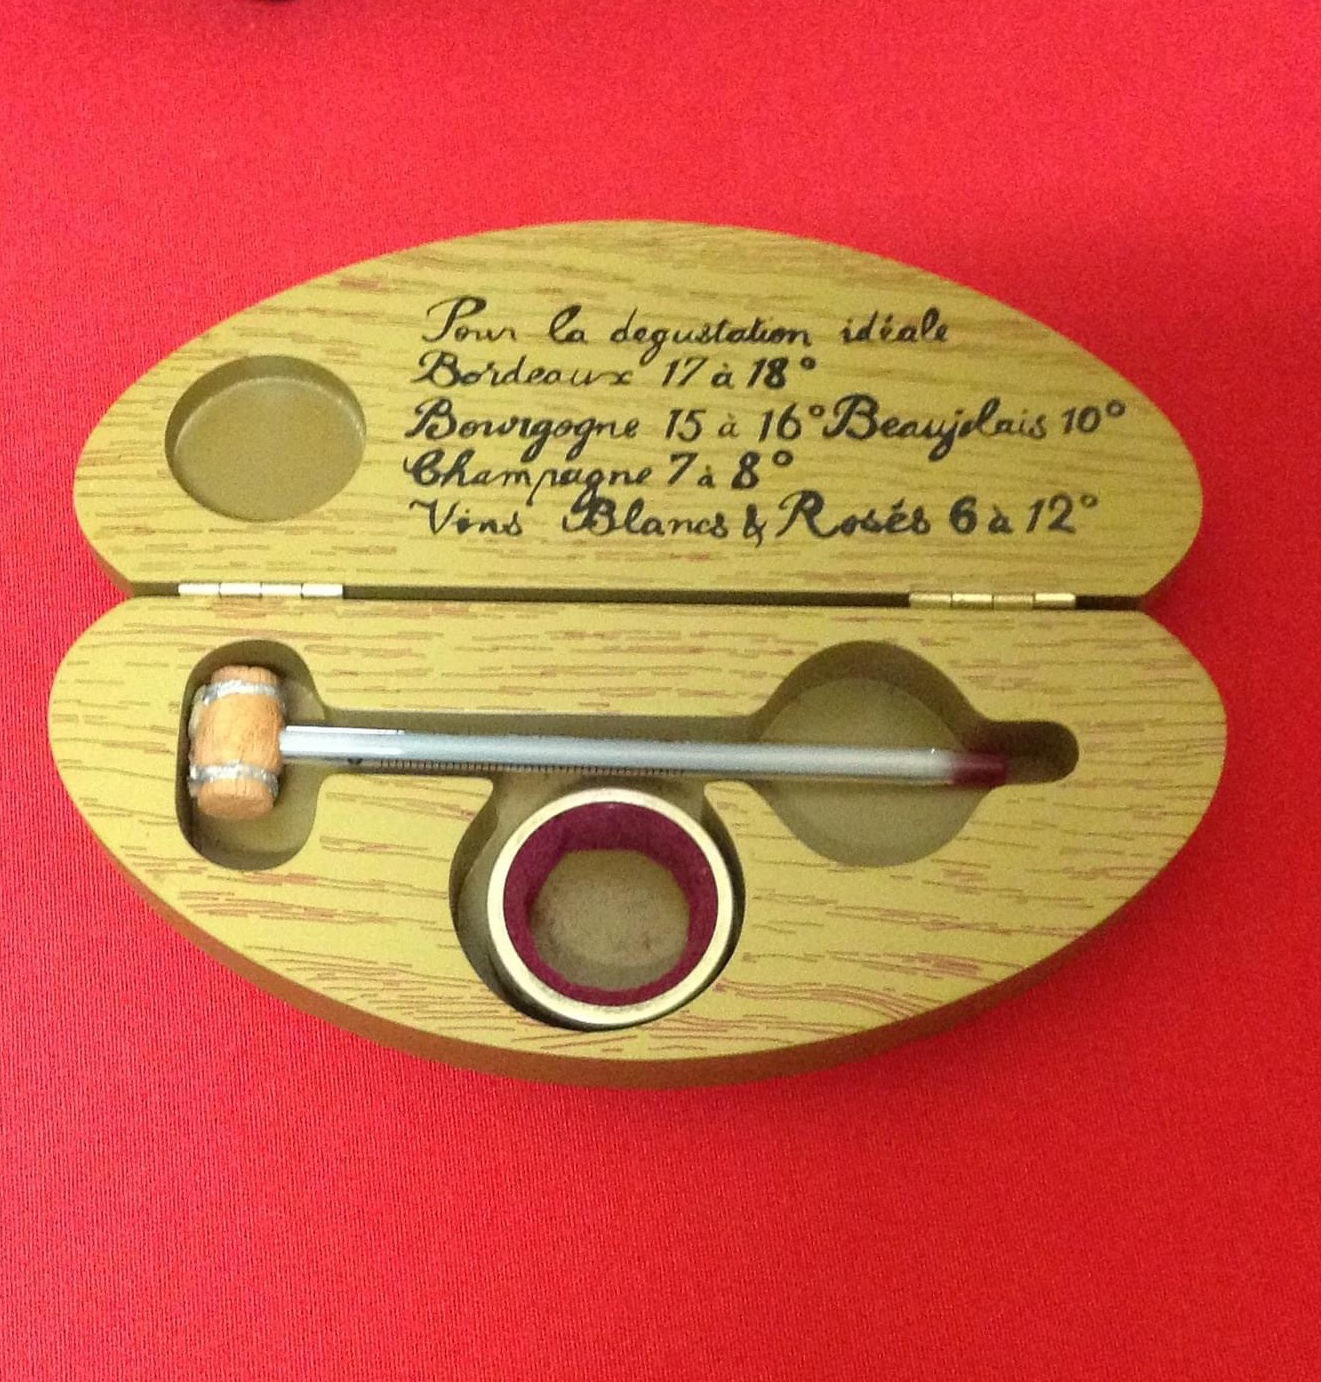 Pour la degustation idéale
Bordeaux 17 à 18°
Bourgogne 15 à 16° Beaujolais 10°
Champagne 7 à 8°
Vins Blancs & Rosés 6 à 12°